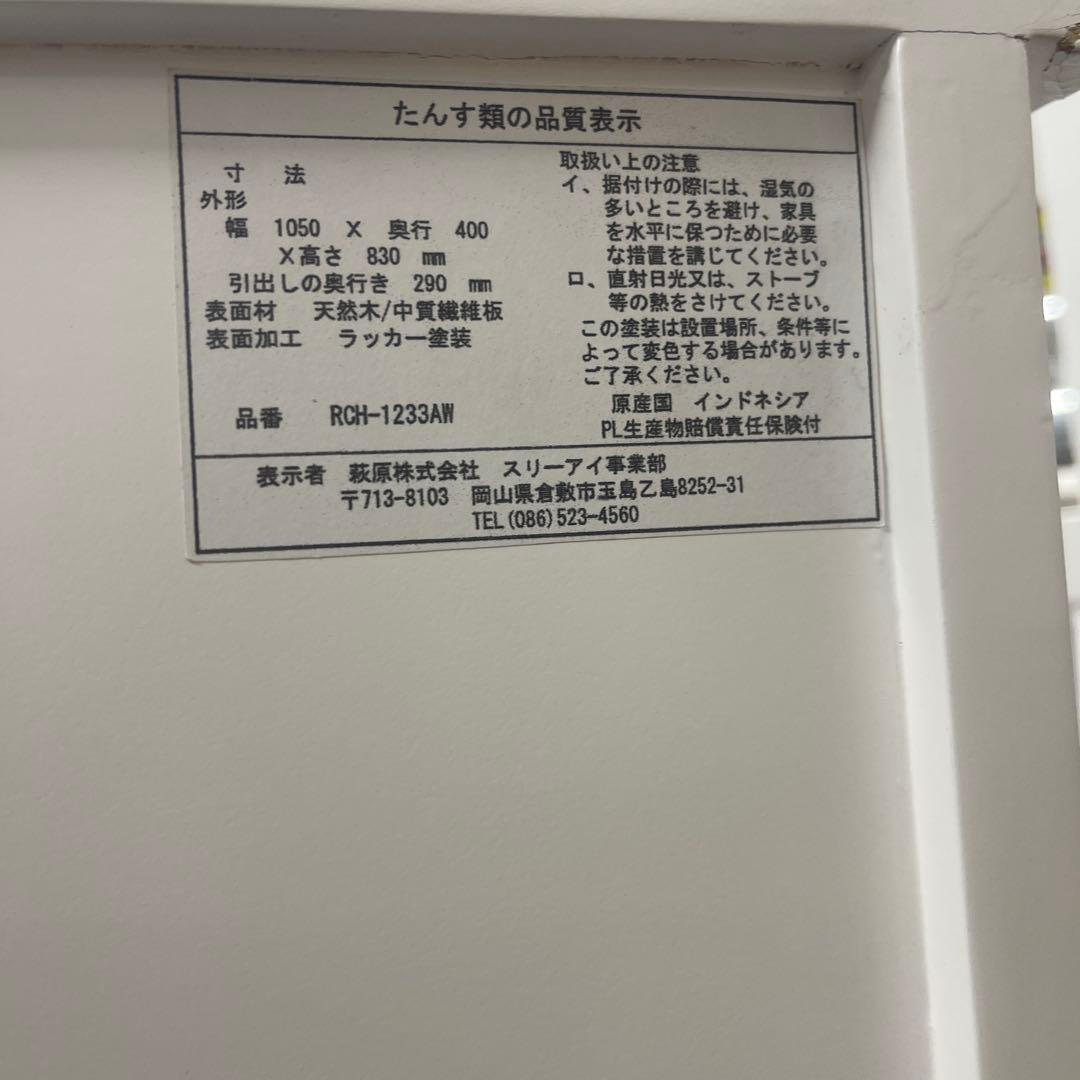 たんす類の品質表示
寸 法
外形
幅 1050 X 奥行 400
X高さ 830 mm
引出しの奥行き 290 mm
表面材 天然木/中質繊維板
表面加工 ラッカー塗装
品番 RCH-1233AW
取扱い上の注意
イ、据付けの際には、湿気の
多いところを避け、家具
を水平に保つために必要
な措置を講じてください。
ロ、直射日光又は、ストーブ
等の熱をさけてください。
この塗装は設置場所、条件等に
よって変色する場合があります。
ご了承ください。
原産国 インドネシア
PL生産物賠償責任保険付
表示者 萩原株式会社 スリーアイ事業部
〒713-8103 岡山県倉敷市玉島乙島8252-31
TEL(086)523-4560